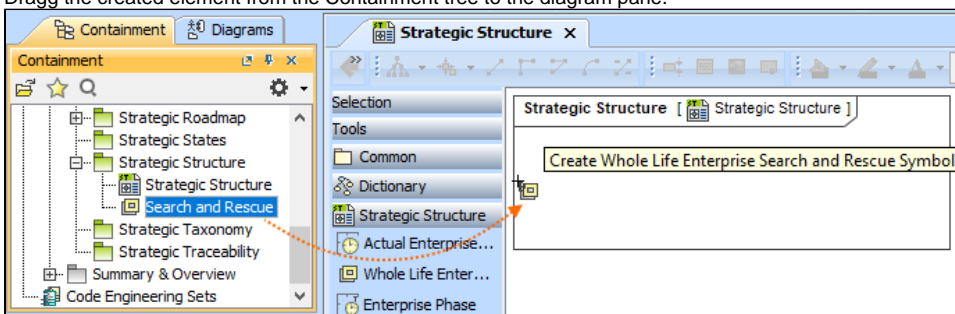 Dragg the created element from the Containment tree to the diagram pane.
Containment
Diagrams
Containment
Strategic Roadmap
Strategic States
Strategic Structure
Strategic Structure
Search and Rescue
Strategic Taxonomy
Strategic Traceability
Summary & Overview
Code Engineering Sets
Strategic Structure
Selection
Tools
Common
Dictionary
Strategic Structure
Actual Enterprise...
Whole Life Enter...
Enterprise Phase
Strategic Structure [ Strategic Structure ]
Create Whole Life Enterprise Search and Rescue Symbol